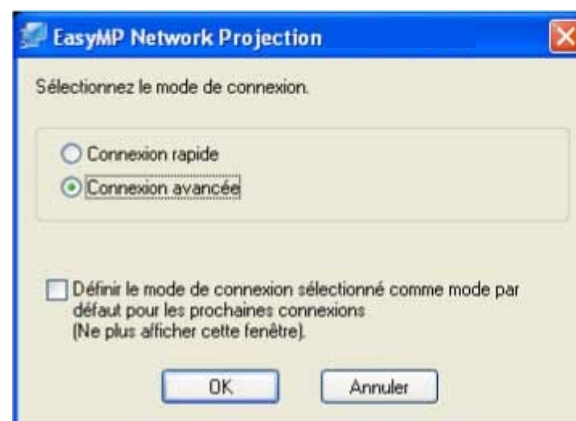 EasyMP Network Projection
Sélectionnez le mode de connexion.
Connexion rapide
Connexion avancée
Définir le mode de connexion sélectionné comme mode par
défaut pour les prochaines connexions
(Ne plus afficher cette fenêtre).
OK
Annuler